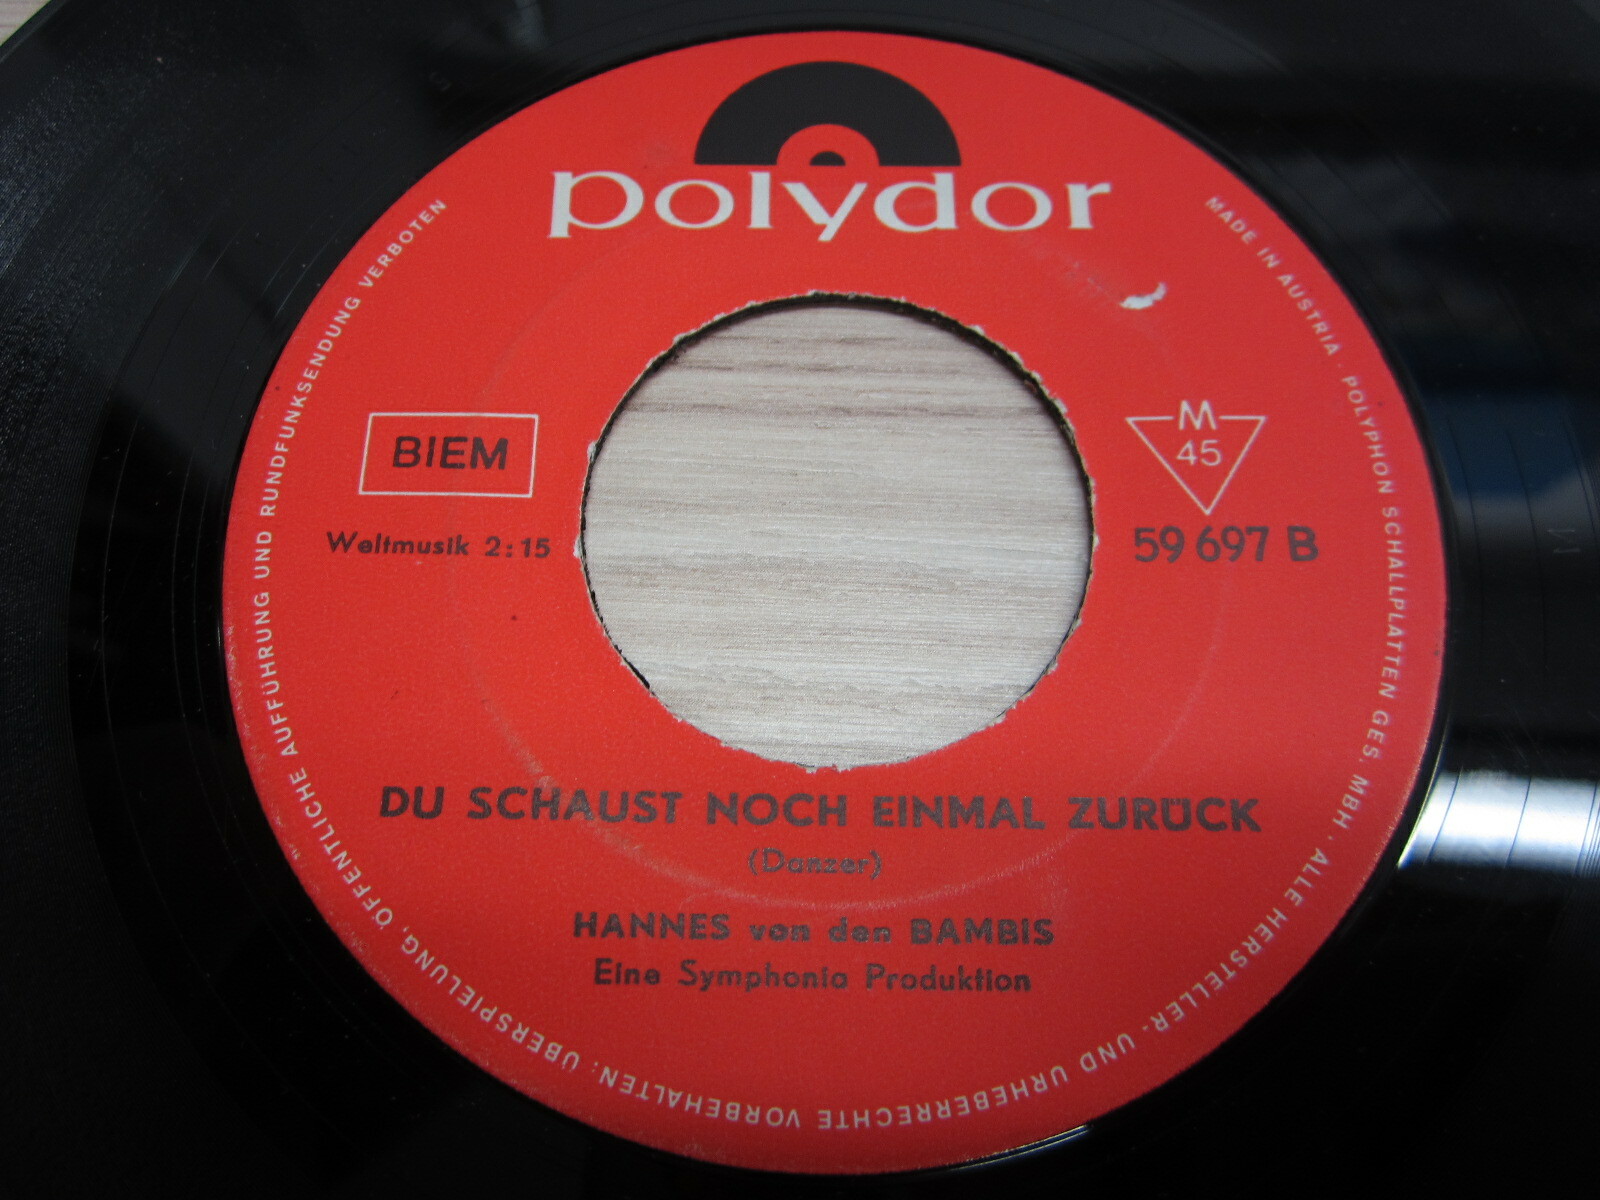 polydor
BIEM
Weltmusik 2:15
M
45
59 697 B
DU SCHAUST NOCH EINMAL ZURÜCK
(Danzer)
HANNES von den BAMBIS
Eine Symphonia Produktion
MADE IN AUSTRIA · POLYPHON SCHALLPLATTEN GES. MBH · ALLE HERSTELLER- UND URHEBERRECHTE VORBEHALTEN: ÜBERSPIELUNG, ÖFFENTLICHE AUFFÜHRUNG UND RUNDFUNKSENDUNG VERBOTEN